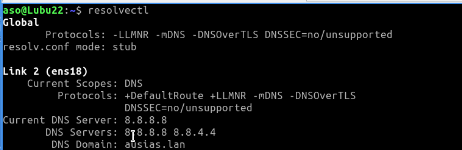 aso@Lubu22:~$ resolvectl
Global
Protocols: -LLMNR -mDNS -DNSOverTLS DNSSEC=no/unsupported
resolv.conf mode: stub
Link 2 (ens18)
Current Scopes: DNS
Protocols: +DefaultRoute +LLMNR -mDNS -DNSOverTLS
DNSSEC=no/unsupported
Current DNS Server: 8.8.8.8
DNS Servers: 8.8.8.8 8.8.4.4
DNS Domain: ausias.lan